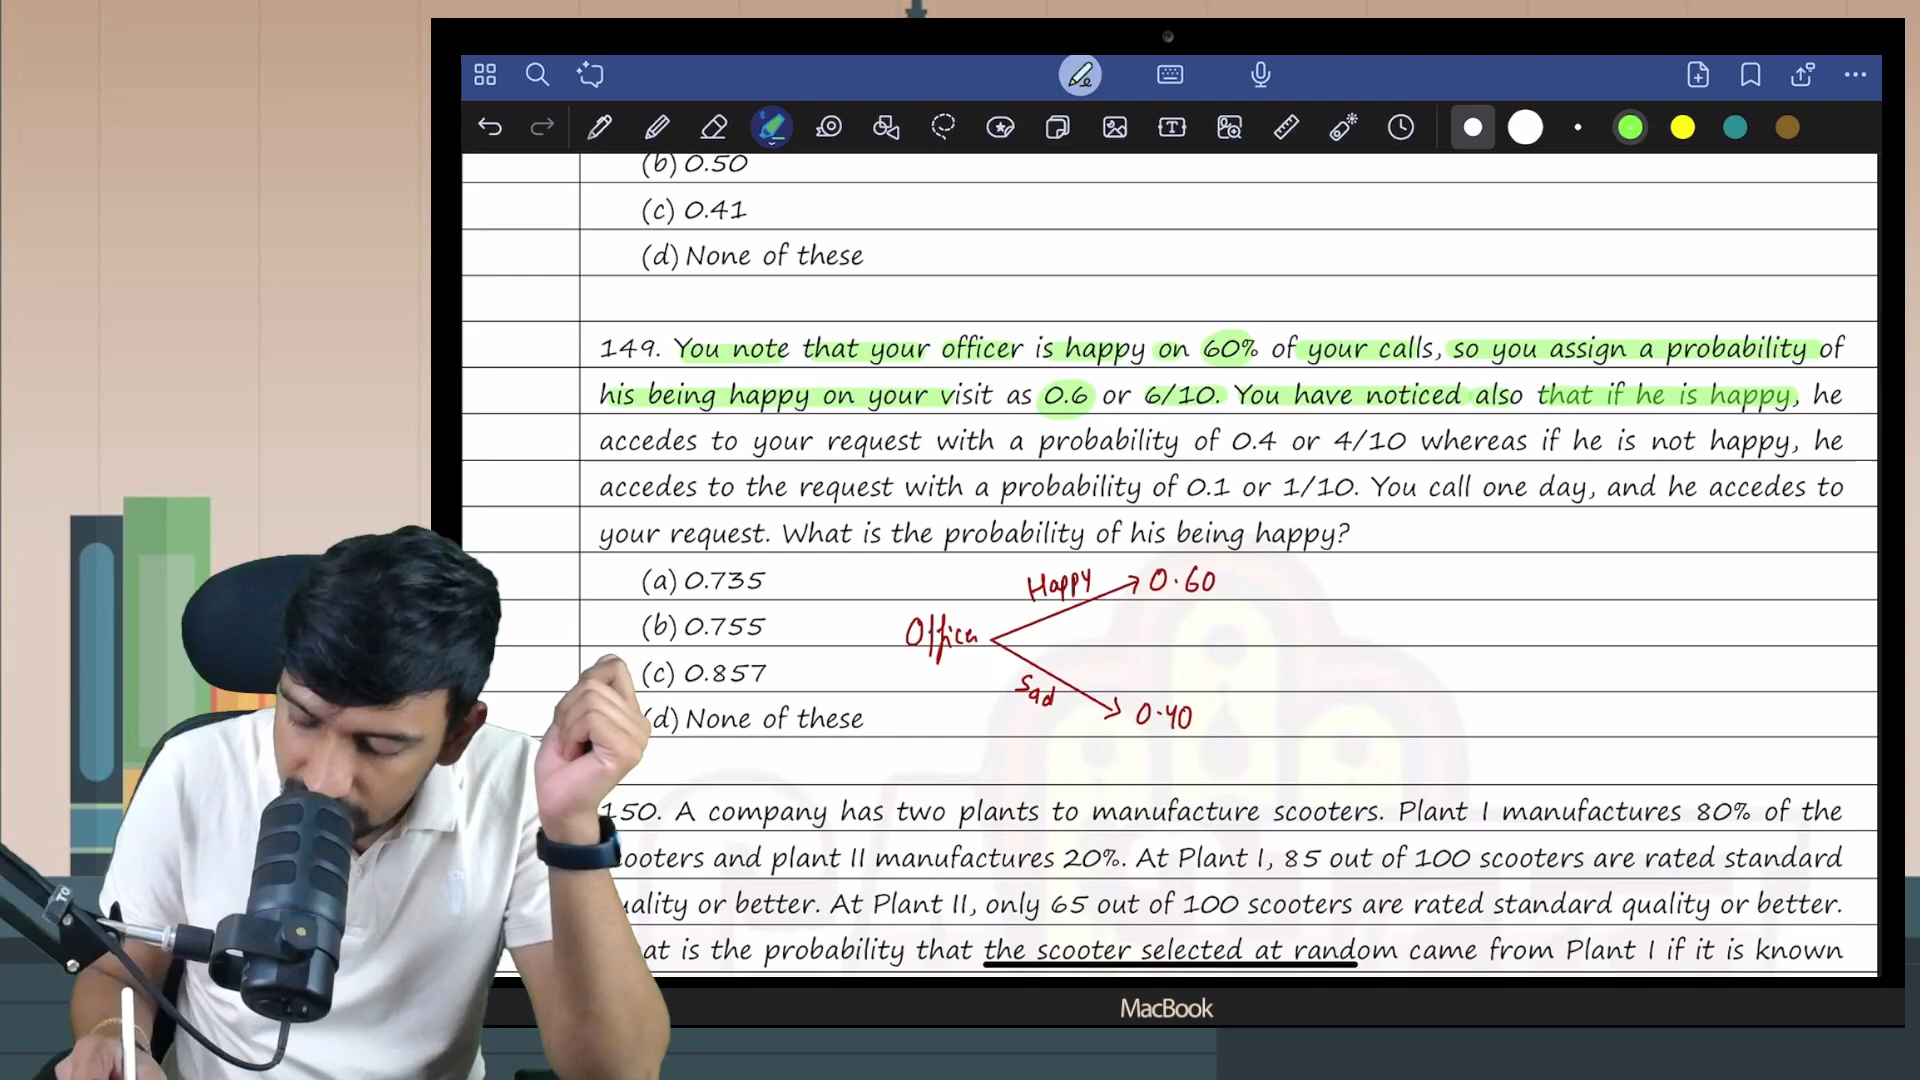 (b) 0.50
(c) 0.41
(d) None of these
149. You note that your officer is happy on 60% of your calls, so you assign a probability of
his being happy on your visit as 0.6 or 6/10. You have noticed also that if he is happy, he
accedes to your request with a probability of 0.4 or 4/10 whereas if he is not happy, he
accedes to the request with a probability of 0.1 or 1/10. You call one day, and he accedes to
your request. What is the probability of his being happy?
(a) 0.735
(b) 0.755
(c) 0.857
(d) None of these
Happy 0.60
Officer
Sad 0.40
150. A company has two plants to manufacture scooters. Plant I manufactures 80% of the
scooters and plant II manufactures 20%. At Plant I, 85 out of 100 scooters are rated standard
quality or better. At Plant II, only 65 out of 100 scooters are rated standard quality or better.
at is the probability that the scooter selected at random came from Plant I if it is known
MacBook